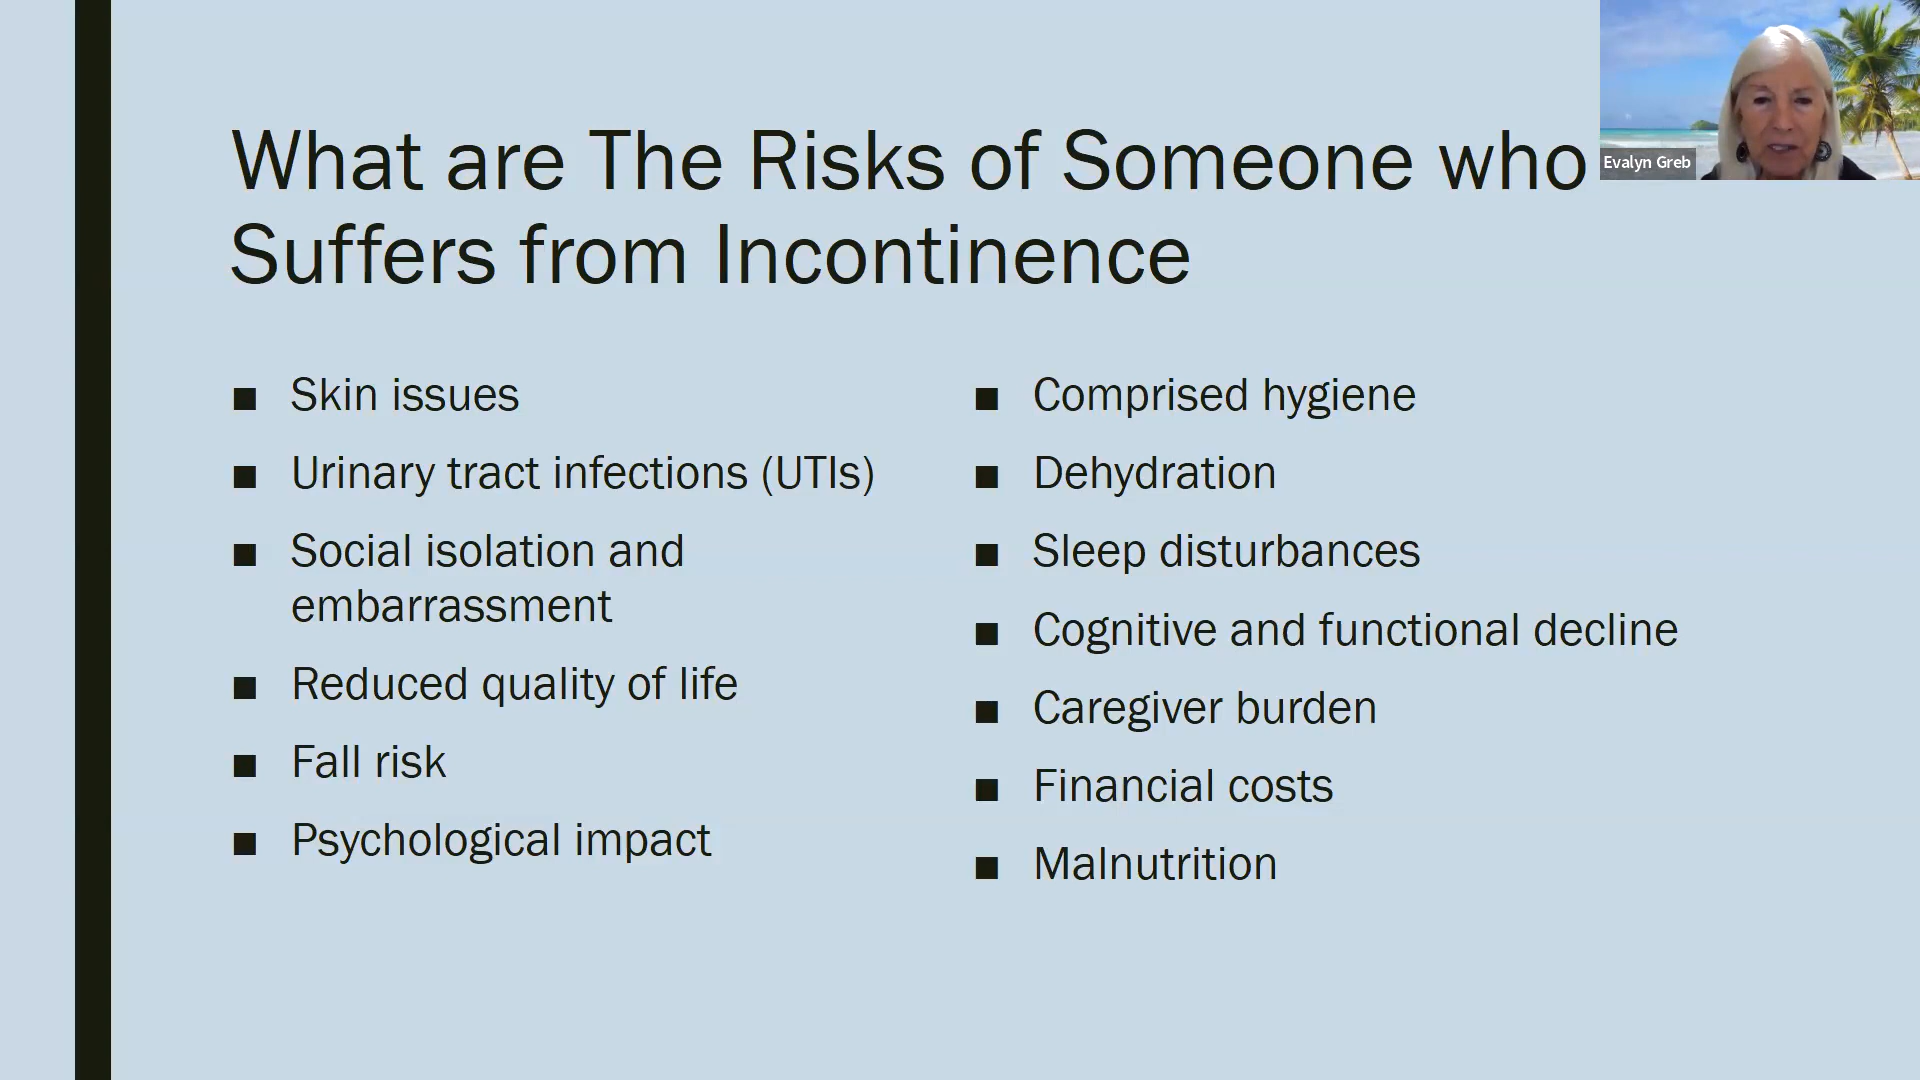 What are The Risks of Someone who
Suffers from Incontinence
Evalyn Greb
■ Skin issues
■ Urinary tract infections (UTIs)
■ Social isolation and
embarrassment
■ Reduced quality of life
■ Fall risk
■ Psychological impact
■ Comprised hygiene
■ Dehydration
■ Sleep disturbances
■ Cognitive and functional decline
■ Caregiver burden
■ Financial costs
■ Malnutrition